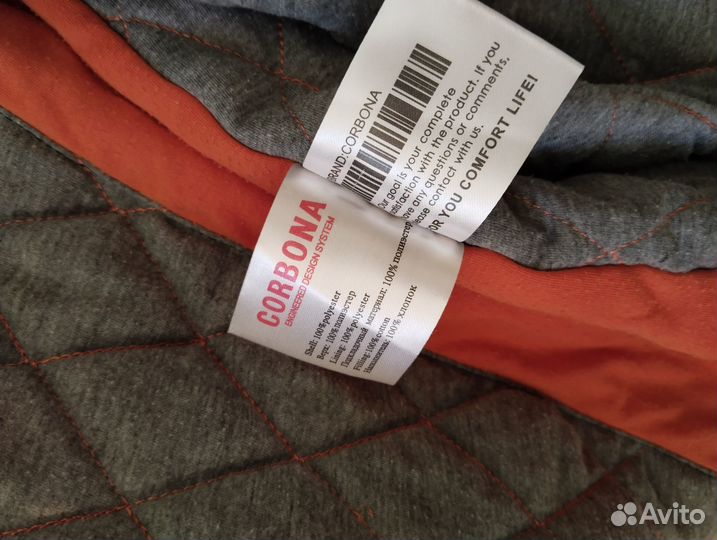 BRAND:CORBONA
Our goal is your complete
satisfaction with the product. If you
have any questions or comments,
please contact with us.
FOR YOU COMFORT LIFE!
CORBONA
ENGINEERED DESIGN SYSTEM
Shell: 100%polyester
Верх: 100%полиэстер
Lining: 100%polyester
Подкладочный материал: 100% полиэстер
Filling:100%cotton
Наполнитель: 100% хлопок
Avito